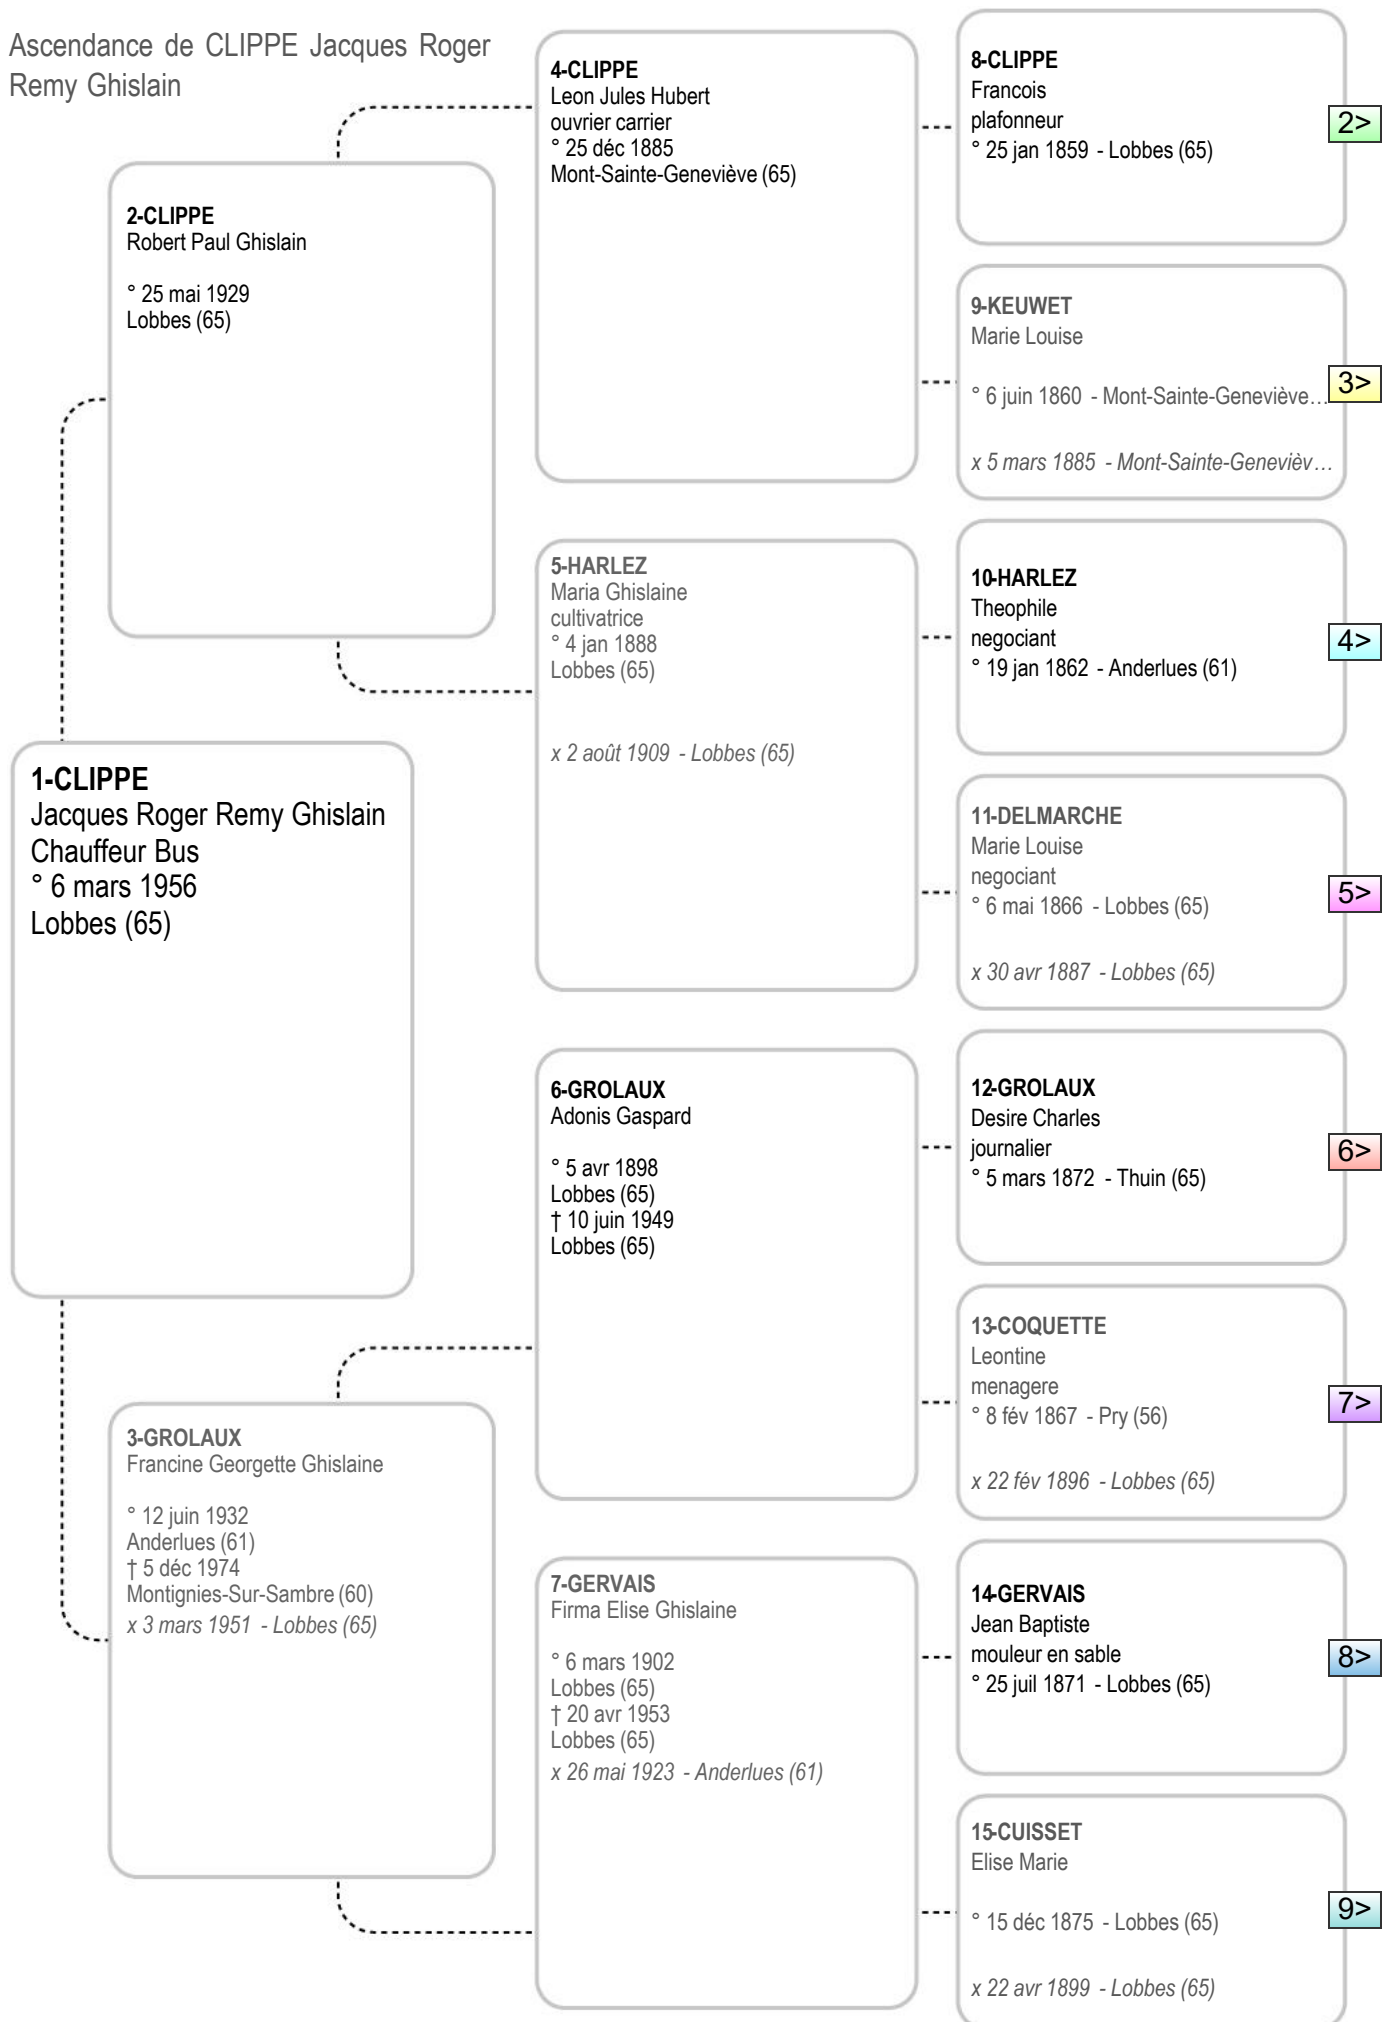 Ascendance de CLIPPE Jacques Roger
Remy Ghislain
1-CLIPPE
Jacques Roger Remy Ghislain
Chauffeur Bus
° 6 mars 1956
Lobbes (65)
2-CLIPPE
Robert Paul Ghislain
° 25 mai 1929
Lobbes (65)
3-GROLAUX
Francine Georgette Ghislaine
° 12 juin 1932
Anderlues (61)
† 5 déc 1974
Montignies-Sur-Sambre (60)
x 3 mars 1951 - Lobbes (65)
4-CLIPPE
Leon Jules Hubert
ouvrier carrier
° 25 déc 1885
Mont-Sainte-Geneviève (65)
5-HARLEZ
Maria Ghislaine
cultivatrice
° 4 jan 1888
Lobbes (65)
x 2 août 1909 - Lobbes (65)
6-GROLAUX
Adonis Gaspard
° 5 avr 1898
Lobbes (65)
† 10 juin 1949
Lobbes (65)
7-GERVAIS
Firma Elise Ghislaine
° 6 mars 1902
Lobbes (65)
† 20 avr 1953
Lobbes (65)
x 26 mai 1923 - Anderlues (61)
8-CLIPPE
Francois
plafonneur
° 25 jan 1859 - Lobbes (65)
2>
9-KEUWET
Marie Louise
° 6 juin 1860 - Mont-Sainte-Geneviève…
x 5 mars 1885 - Mont-Sainte-Genevièv…
3>
10-HARLEZ
Theophile
negociant
° 19 jan 1862 - Anderlues (61)
4>
11-DELMARCHE
Marie Louise
negociant
° 6 mai 1866 - Lobbes (65)
x 30 avr 1887 - Lobbes (65)
5>
12-GROLAUX
Desire Charles
journalier
° 5 mars 1872 - Thuin (65)
6>
13-COQUETTE
Leontine
menagere
° 8 fév 1867 - Pry (56)
x 22 fév 1896 - Lobbes (65)
7>
14-GERVAIS
Jean Baptiste
mouleur en sable
° 25 juil 1871 - Lobbes (65)
8>
15-CUISSET
Elise Marie
° 15 déc 1875 - Lobbes (65)
x 22 avr 1899 - Lobbes (65)
9>